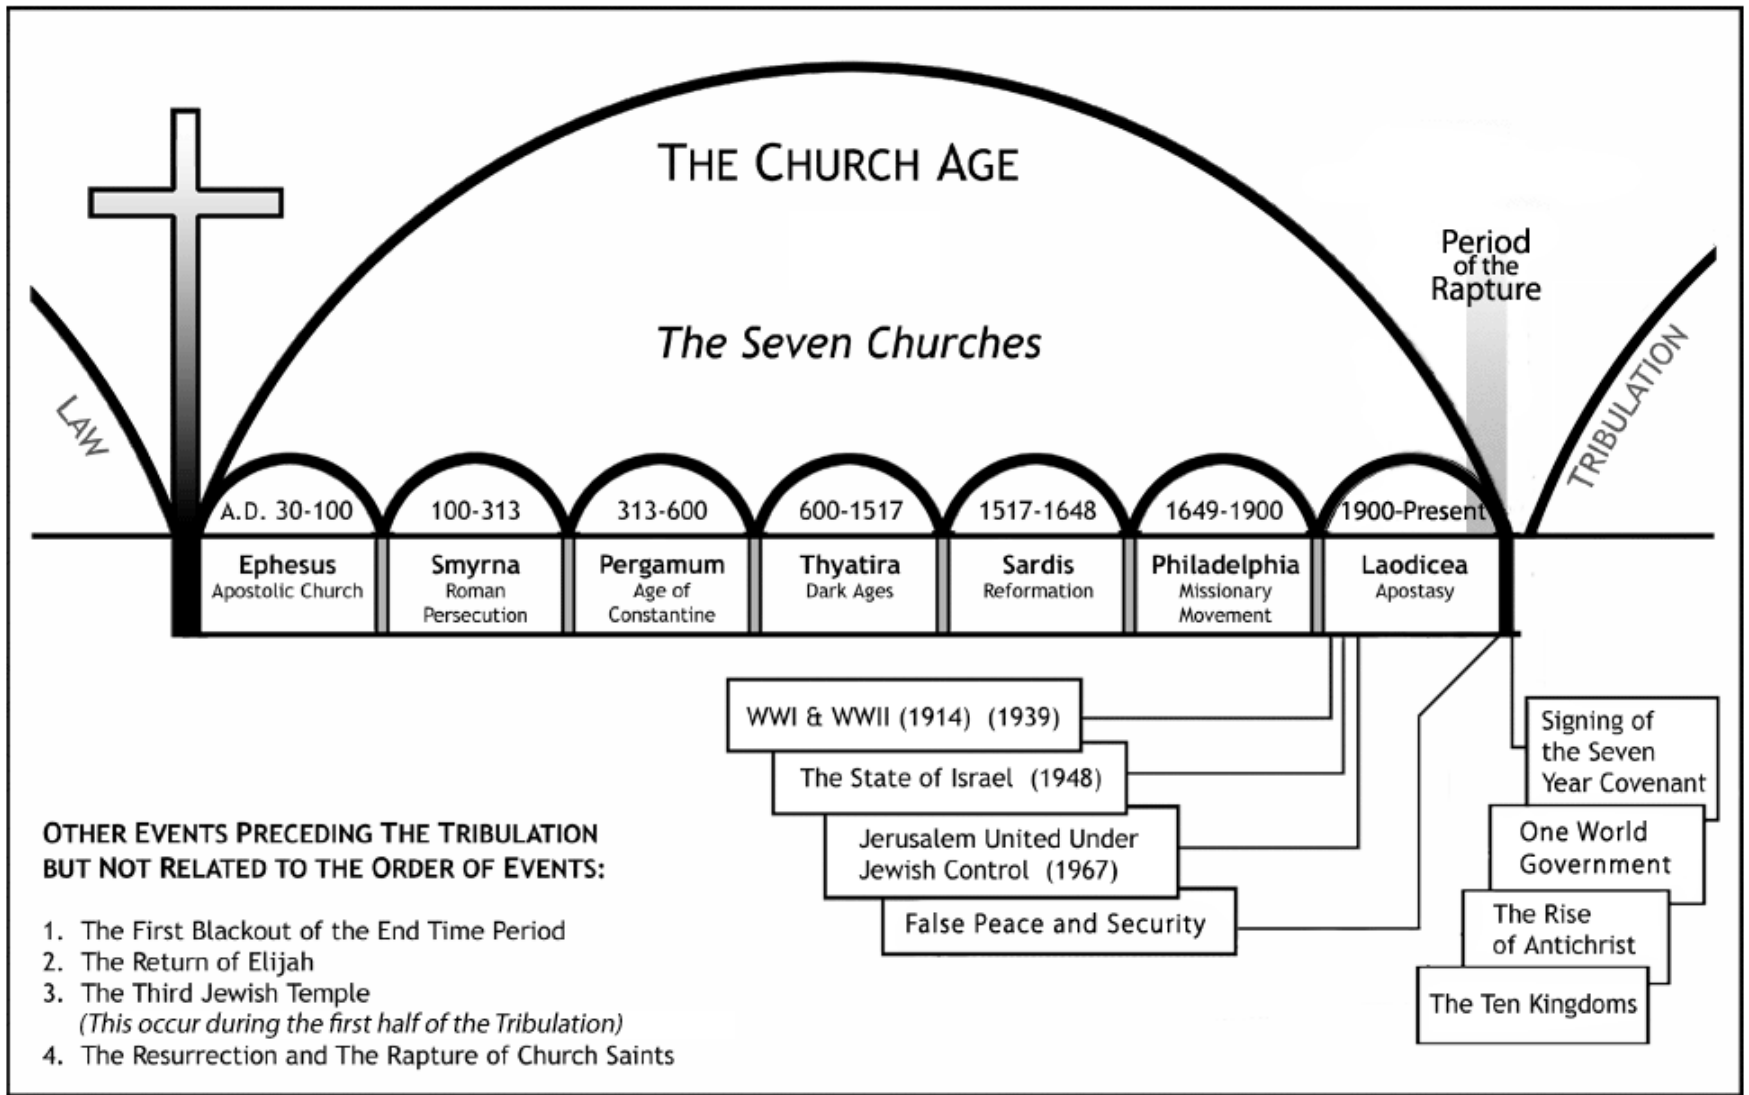 THE CHURCH AGE
The Seven Churches
Period
of the
Rapture
LAW
TRIBULATION
A.D. 30-100
100-313
313-600
600-1517
1517-1648
1649-1900
1900-Present
Ephesus
Apostolic Church
Smyrna
Roman
Persecution
Pergamum
Age of
Constantine
Thyatira
Dark Ages
Sardis
Reformation
Philadelphia
Missionary
Movement
Laodicea
Apostasy
WWI & WWII (1914) (1939)
The State of Israel (1948)
Jerusalem United Under
Jewish Control (1967)
False Peace and Security
Signing of
the Seven
Year Covenant
One World
Government
The Rise
of Antichrist
The Ten Kingdoms
OTHER EVENTS PRECEDING THE TRIBULATION
BUT NOT RELATED TO THE ORDER OF EVENTS:
1. The First Blackout of the End Time Period
2. The Return of Elijah
3. The Third Jewish Temple
(This occur during the first half of the Tribulation)
4. The Resurrection and The Rapture of Church Saints